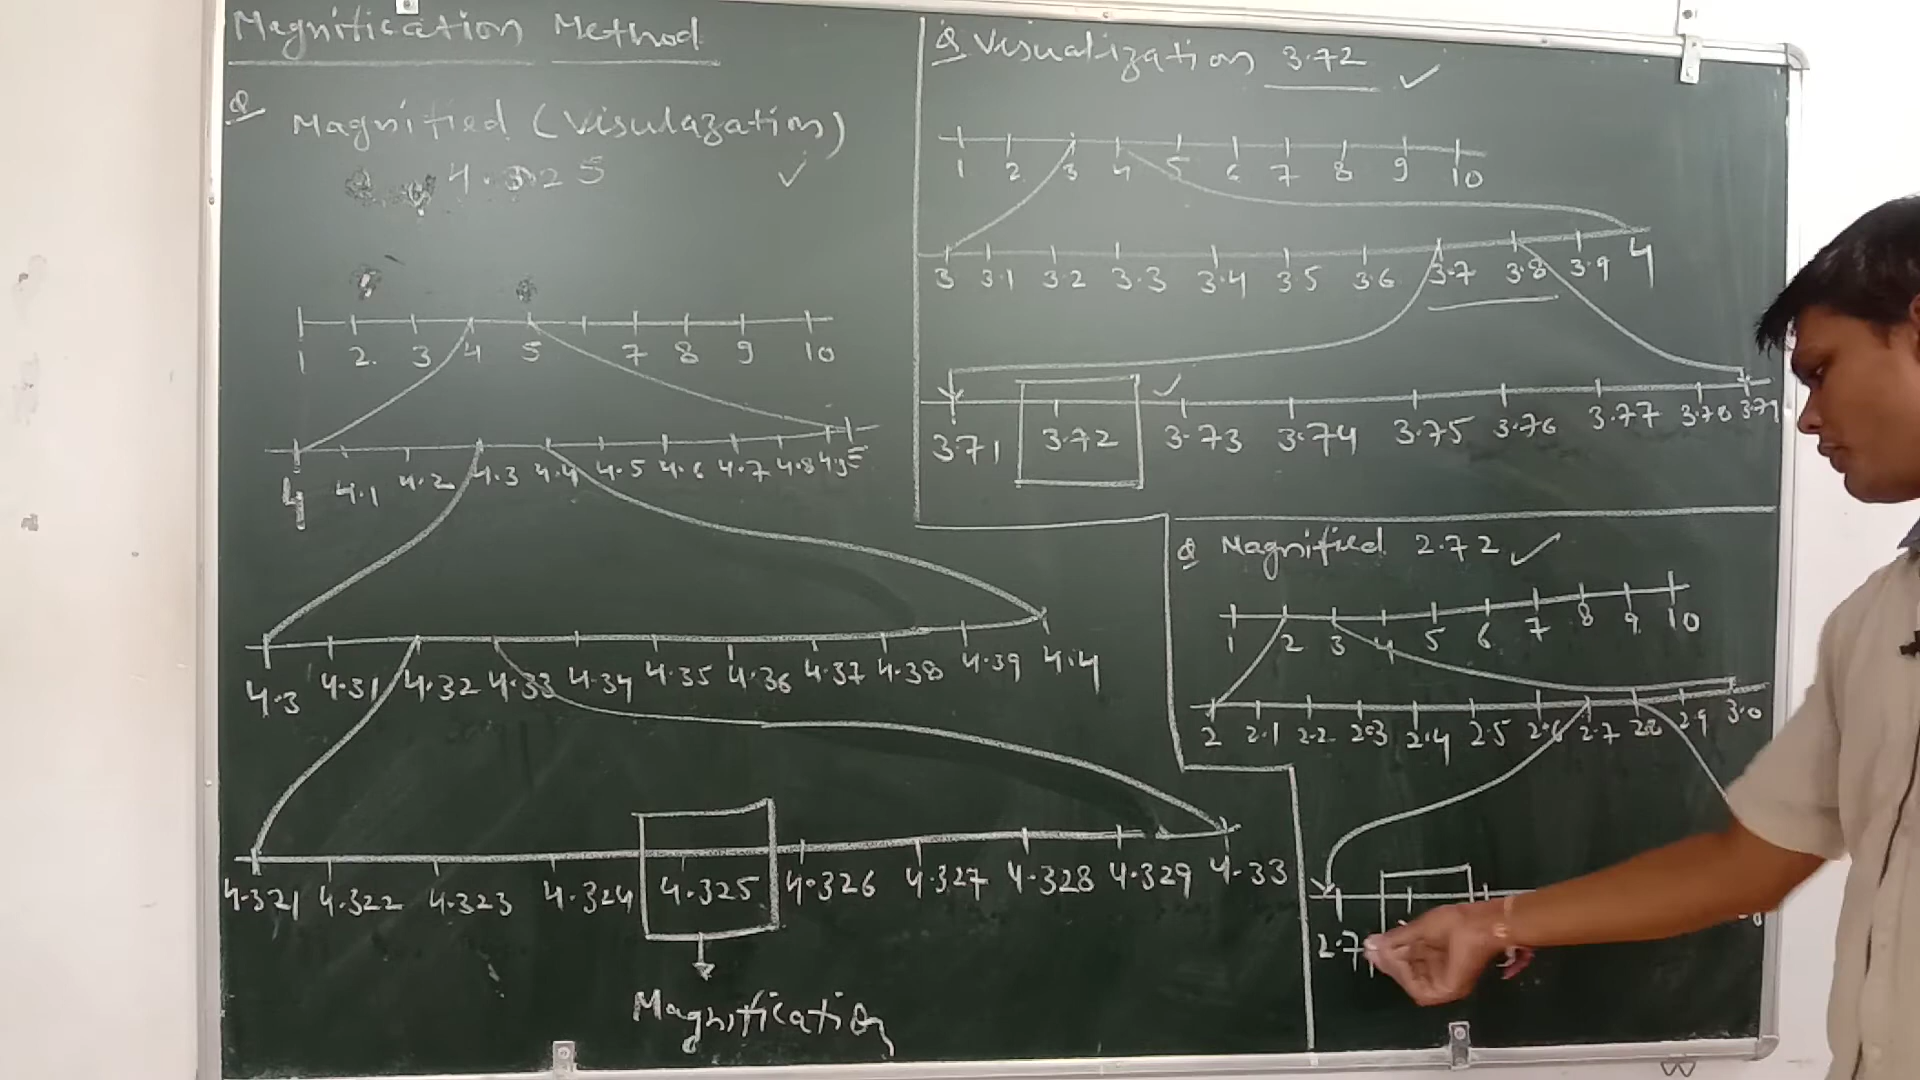 Magnification Method
Q Magnified (Visulazation)
4.325
1 2. 3 4 5 7 8 9 10
4 4.1 4.2 4.3 4.4 4.5 4.6 4.7 4.8 4.9 5
4.3 4.31 4.32 4.33 4.34 4.35 4.36 4.37 4.38 4.39 4.4
4.321 4.322 4.323 4.324 4.325 4.326 4.327 4.328 4.329 4.33
Magnification
Q Visualization 3.72
1 2 3 4 5 6 7 8 9 10
3 3.1 3.2 3.3 3.4 3.5 3.6 3.7 3.8 3.9 4
3.71 3.72 3.73 3.74 3.75 3.76 3.77 3.78 3.79
Q Magnified 2.72
1 2 3 4 5 6 7 8 9 10
2 2.1 2.2 2.3 2.4 2.5 2.6 2.7 2.8 2.9 3.0
2.71